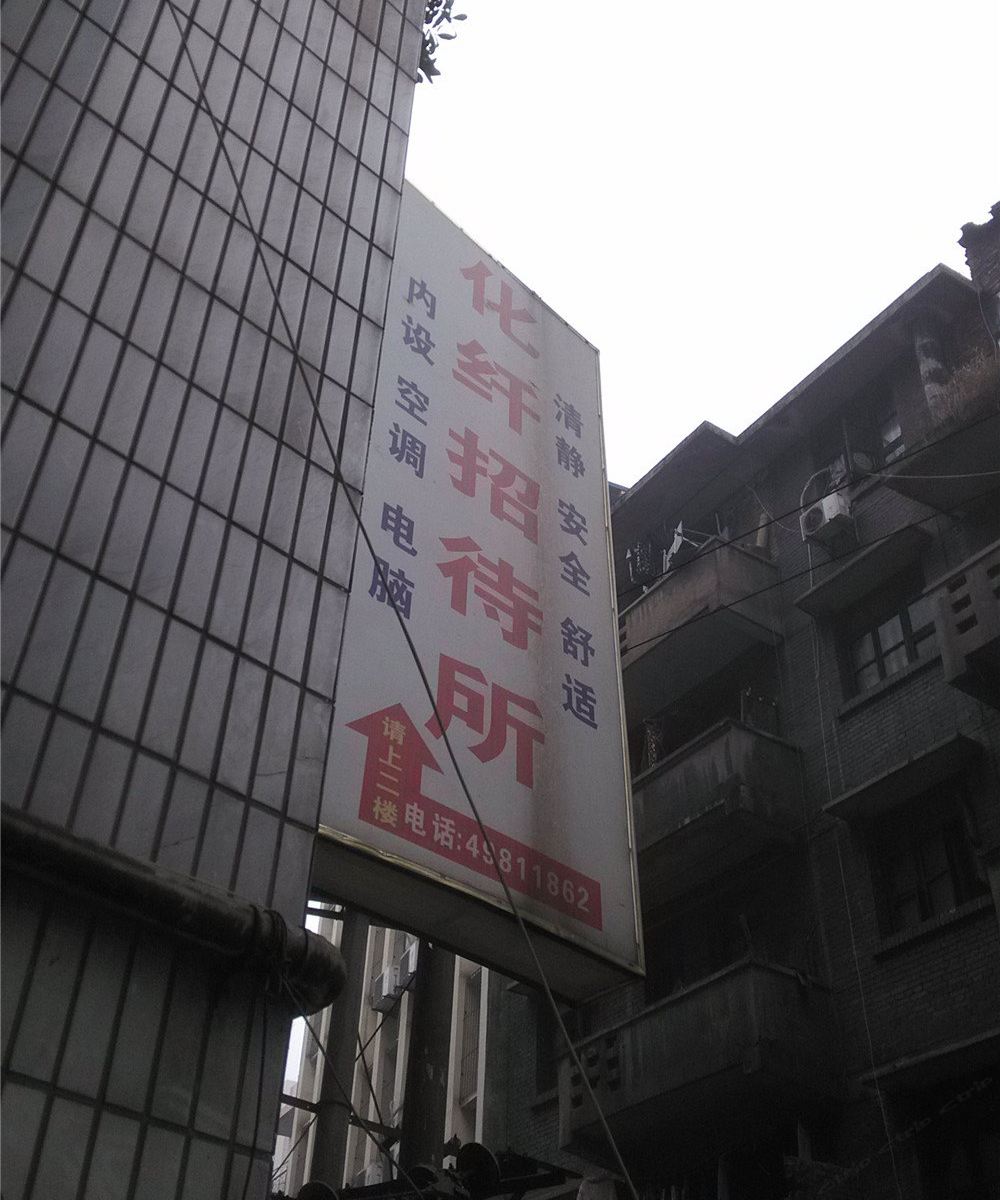 化纤招待所
内设 空调 电脑
清静 安全 舒适
请上二楼
电话:49811862